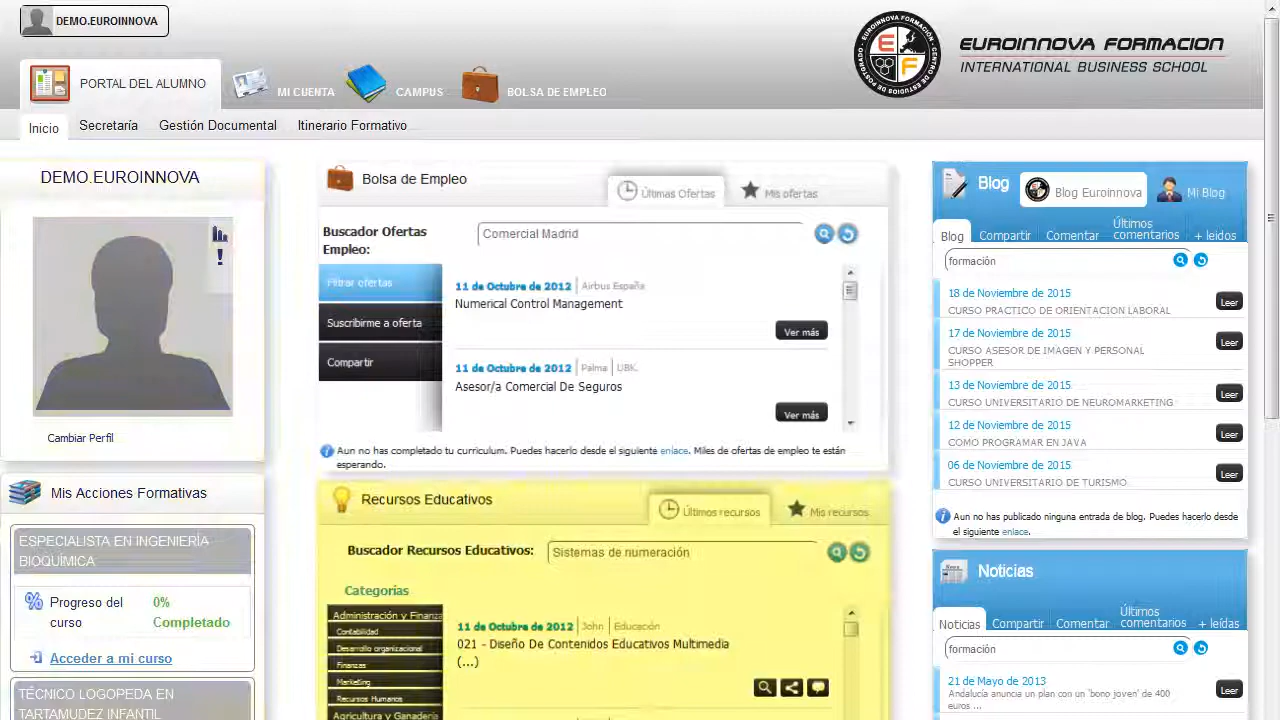 DEMO.EUROINNOVA
EUROINNOVA FORMACION
INTERNATIONAL BUSINESS SCHOOL
EUROINNOVA FORMACIÓN
CENTRO DE ESTUDIOS DE POSTGRADO
E
F
PORTAL DEL ALUMNO
MI CUENTA
CAMPUS
BOLSA DE EMPLEO
Inicio
Secretaría
Gestión Documental
Itinerario Formativo
DEMO.EUROINNOVA
Cambiar Perfil
Mis Acciones Formativas
ESPECIALISTA EN INGENIERÍA
BIOQUÍMICA
Progreso del
curso
0%
Completado
Acceder a mi curso
TÉCNICO LOGOPEDA EN
TARTAMUDEZ INFANTIL
Bolsa de Empleo
Últimas Ofertas
Mis ofertas
Buscador Ofertas
Empleo:
Comercial Madrid
Filtrar ofertas
Suscribirme a oferta
Compartir
11 de Octubre de 2012
Airbus España
Numerical Control Management
Ver más
11 de Octubre de 2012
Palma
UBK.
Asesor/a Comercial De Seguros
Ver más
Aun no has completado tu curriculum. Puedes hacerlo desde el siguiente enlace. Miles de ofertas de empleo te están
esperando.
Recursos Educativos
Últimos recursos
Mis recursos
Buscador Recursos Educativos:
Sistemas de numeración
Categorías
Administración y Finanza
Contabilidad
Desarrollo organizacional
Finanzas
Marketing
Recursos Humanos
Agricultura y Ganadería
11 de Octubre de 2012
John
Educación
021 - Diseño De Contenidos Educativos Multimedia
(...)
Blog
Blog Euroinnova
Mi Blog
Blog
Compartir
Comentar
Últimos
comentarios
+ leidos
formación
18 de Noviembre de 2015
CURSO PRACTICO DE ORIENTACION LABORAL
Leer
17 de Noviembre de 2015
CURSO ASESOR DE IMAGEN Y PERSONAL
SHOPPER
Leer
13 de Noviembre de 2015
CURSO UNIVERSITARIO DE NEUROMARKETING
Leer
12 de Noviembre de 2015
COMO PROGRAMAR EN JAVA
Leer
06 de Noviembre de 2015
CURSO UNIVERSITARIO DE TURISMO
Leer
Aun no has publicado ninguna entrada de blog. Puedes hacerlo desde
el siguiente enlace.
Noticias
Noticias
Compartir
Comentar
Últimos
comentarios
+ leídas
formación
21 de Mayo de 2013
Andalucía anuncia un plan con 'bono joven' de 400
euros ...
Leer